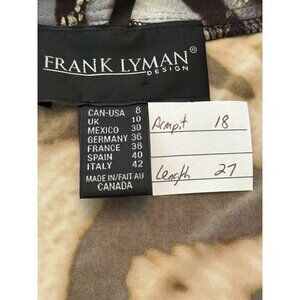 FRANK LYMAN®
DESIGN
CAN-USA 8
UK 10
MEXICO 30
GERMANY 36
FRANCE 38
SPAIN 40
ITALY 42
MADE IN/FAIT AU
CANADA
Armpit 18
Length 27